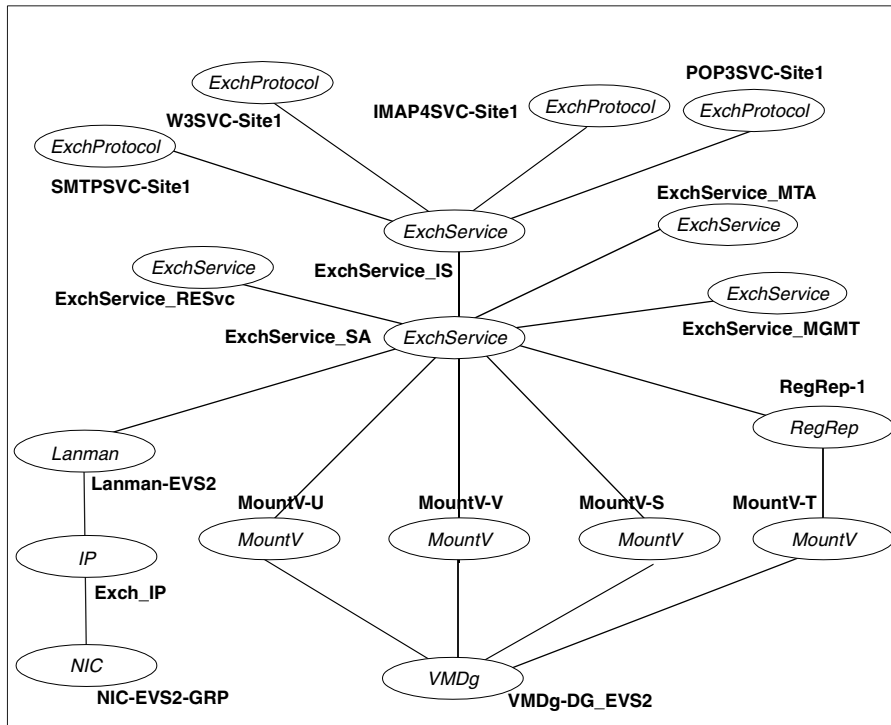 POP3SVC-Site1
ExchProtocol
W3SVC-Site1
IMAP4SVC-Site1
ExchProtocol
ExchProtocol
ExchProtocol
SMTPSVC-Site1
ExchService_MTA
ExchService
ExchService
ExchService_IS
ExchService
ExchService_RESvc
ExchService
ExchService_MGMT
ExchService_SA
ExchService
RegRep-1
RegRep
Lanman
Lanman-EVS2
MountV-U
MountV-V
MountV-S
MountV-T
MountV
MountV
MountV
MountV
IP
Exch_IP
NIC
NIC-EVS2-GRP
VMDg
VMDg-DG_EVS2